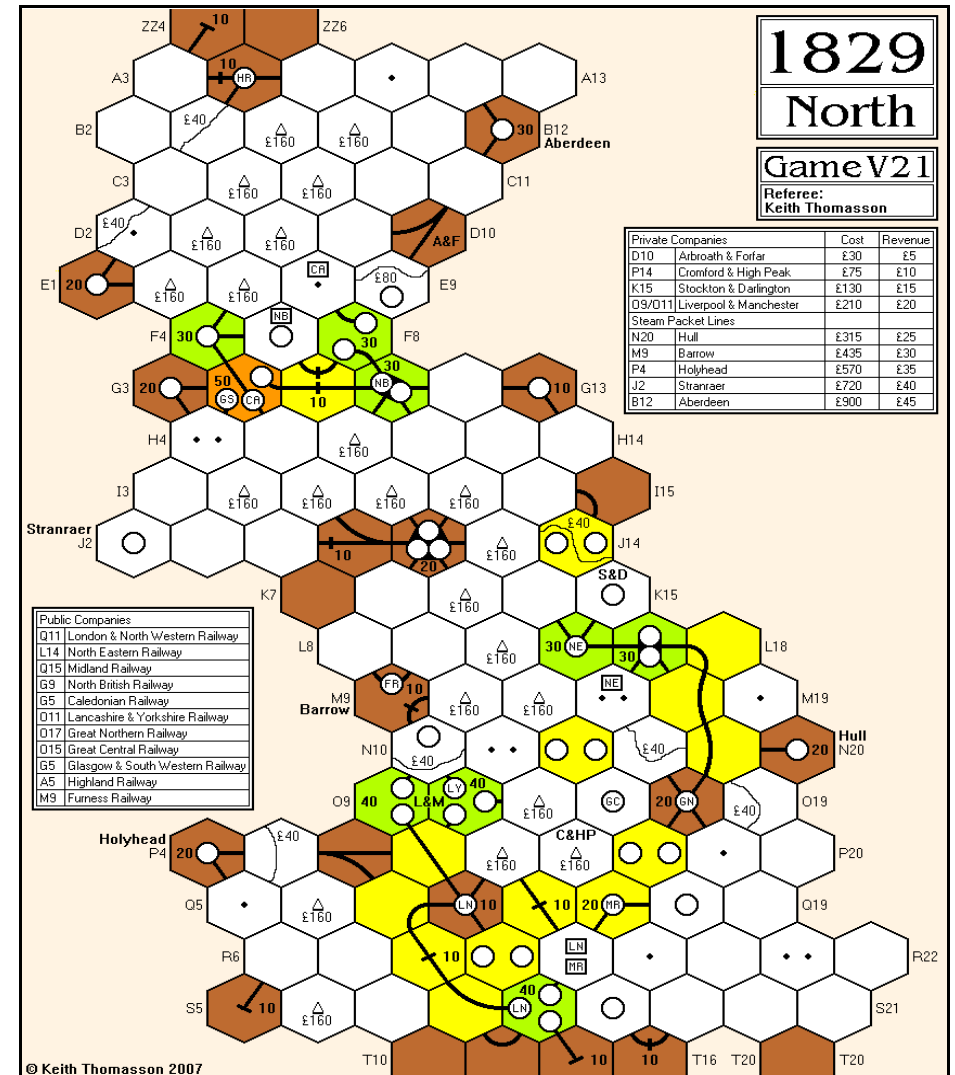 ZZ4 10 ZZ6
1829
North
Game V21
Referee:
Keith Thomasson
A3 10 HR A13
B2 £40 £160 £160 30 B12
Aberdeen
C3 £160 £160 C11
D2 £40 £160 £160 A&F D10
E1 20 £160 £160 CA £80 E9
F4 30 NB 30 F8
G3 20 50 GS CA 10 30 NB 10 G13
H4 £160 H14
I3 £160 £160 £160 £160 I15
Stranraer
J2 10 20 £160 £40 J14
K7 £160 S&D K15
L8 £160 30 NE 30 L18
M9 FR 10 £160 £160 NE M19
Barrow
N10 £40 £40 20 Hull
N20
O9 40 L&M LY 40 £160 GC 20 GN £40 O19
Holyhead
P4 20 £40 £160 C&HP £160 P20
Q5 £160 LN 10 10 20 MR Q19
R6 10 LN MR R22
S5 10 £160 40 LN S21
T10 10 10 T16 T20 T20
Private Companies Cost Revenue
D10 Arbroath & Forfar £30 £5
P14 Cromford & High Peak £75 £10
K15 Stockton & Darlington £130 £15
O9/O11 Liverpool & Manchester £210 £20
Steam Packet Lines
N20 Hull £315 £25
M9 Barrow £435 £30
P4 Holyhead £570 £35
J2 Stranraer £720 £40
B12 Aberdeen £900 £45
Public Companies
Q11 London & North Western Railway
L14 North Eastern Railway
Q15 Midland Railway
G9 North British Railway
G5 Caledonian Railway
O11 Lancashire & Yorkshire Railway
O17 Great Northern Railway
O15 Great Central Railway
G5 Glasgow & South Western Railway
A5 Highland Railway
M9 Furness Railway
© Keith Thomasson 2007